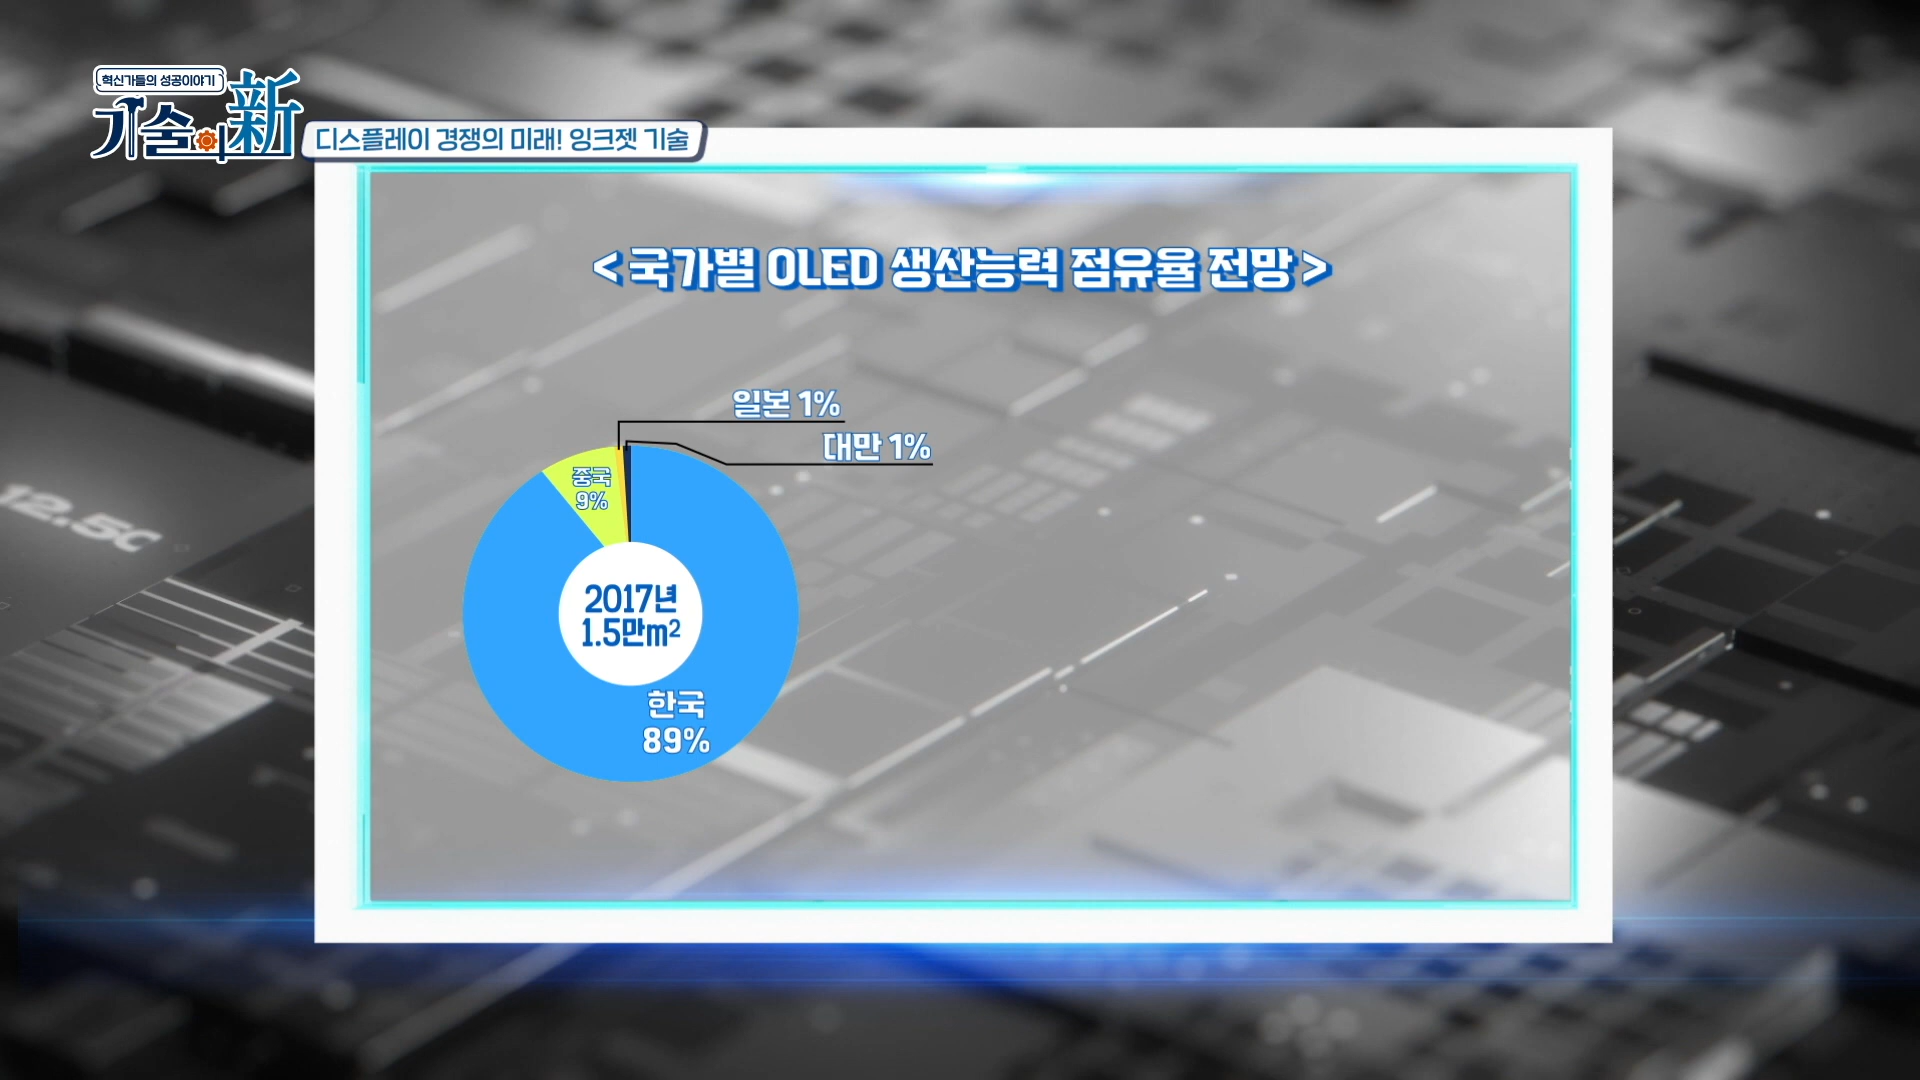 혁신가들의 성공이야기
기술의 新
디스플레이 경쟁의 미래! 잉크젯 기술
<국가별 OLED 생산능력 점유율 전망>
일본 1%
대만 1%
중국
9%
12.5C
2017년
1.5만m²
한국
89%